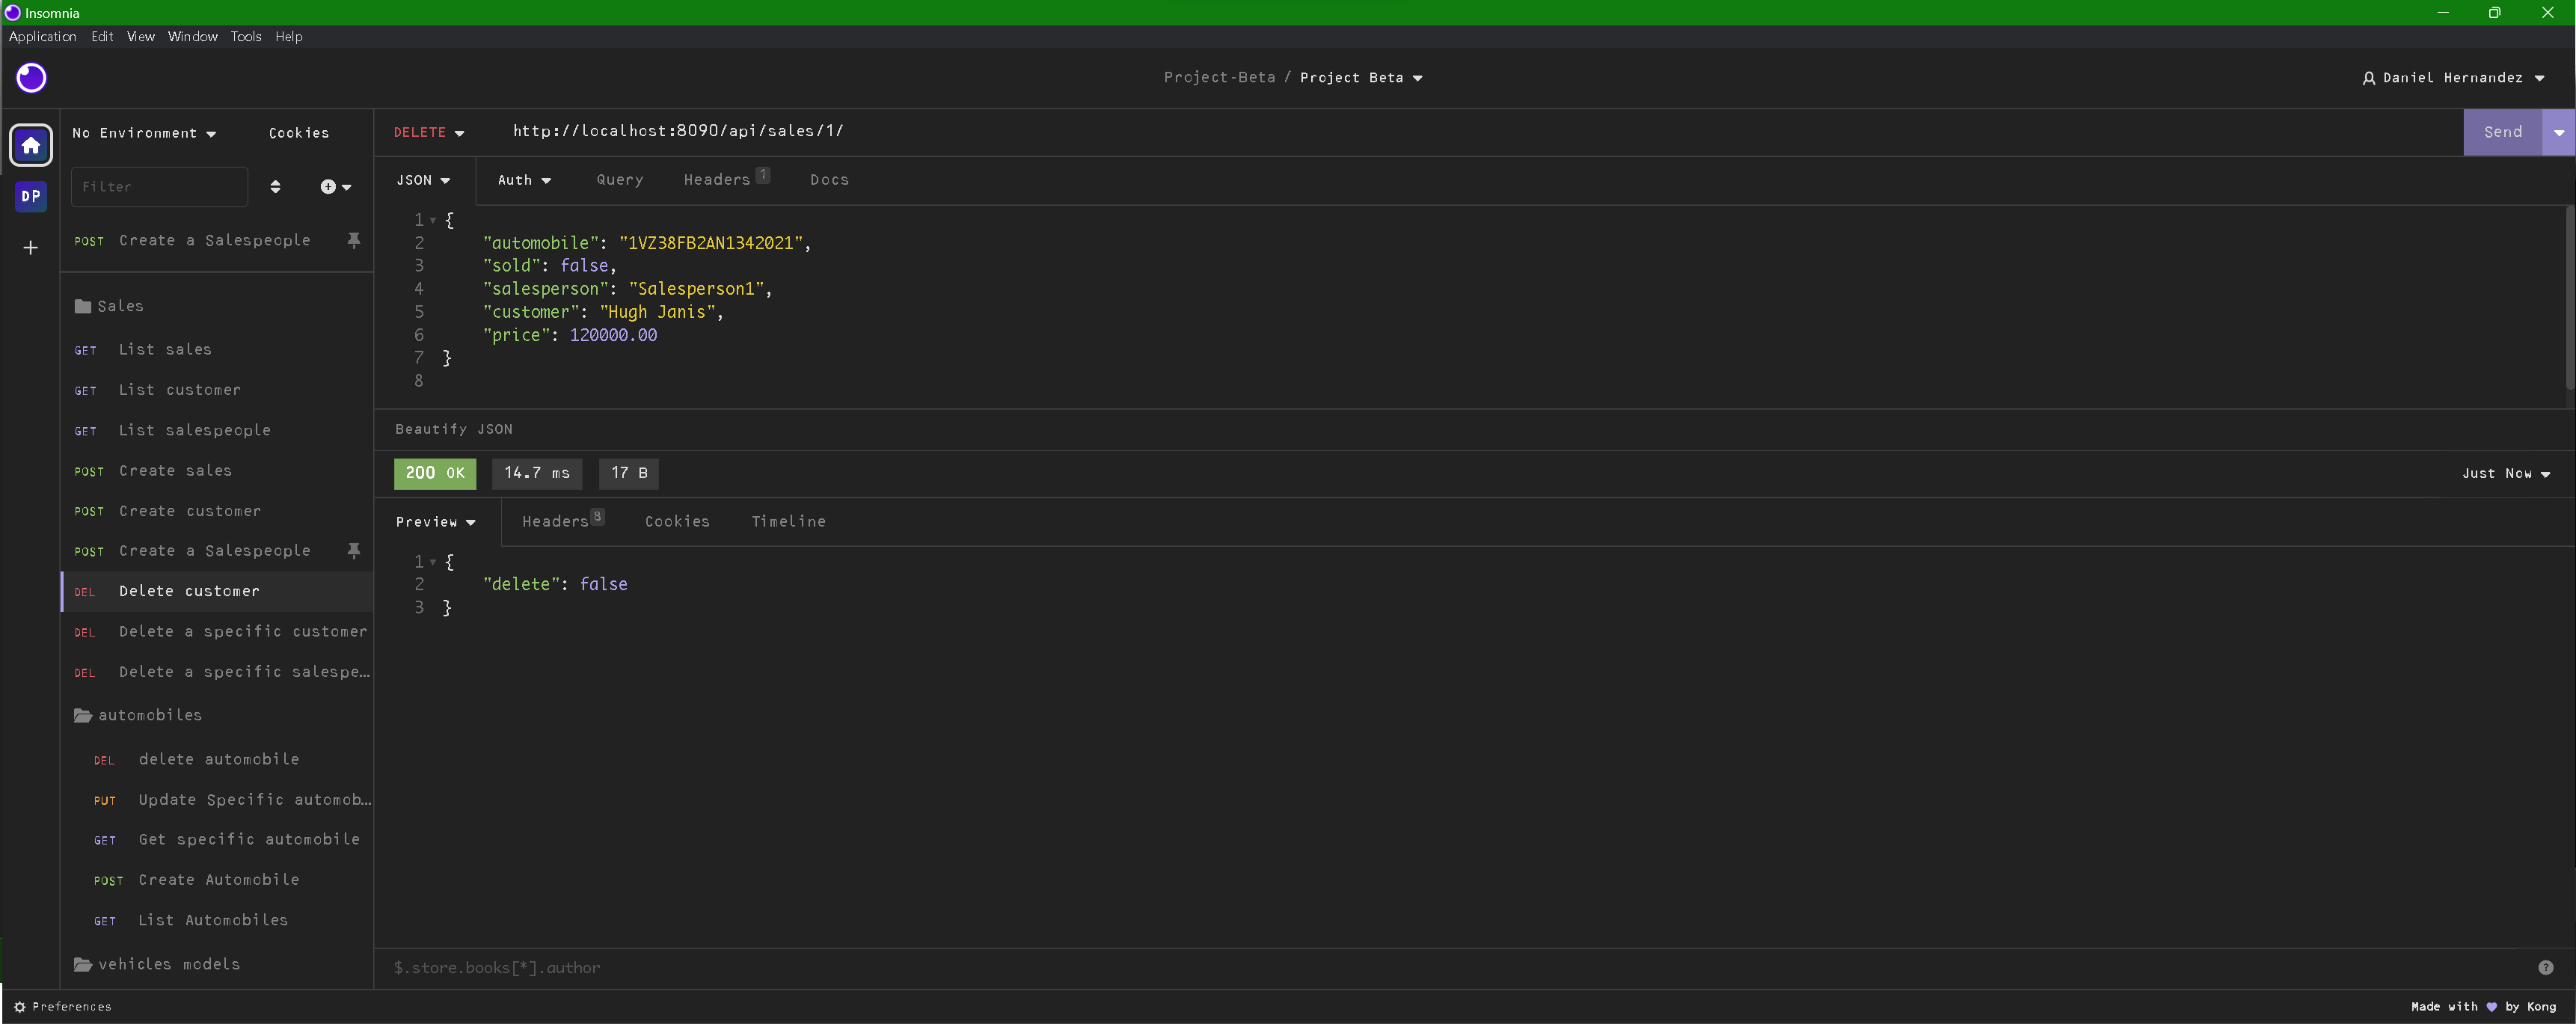 Insomnia
Application Edit View Window Tools Help
Project-Beta / Project Beta
Daniel Hernandez
DP
No Environment Cookies
Filter
POST Create a Salespeople
Sales
GET List sales
GET List customer
GET List salespeople
POST Create sales
POST Create customer
POST Create a Salespeople
DEL Delete customer
DEL Delete a specific customer
DEL Delete a specific salespe…
automobiles
DEL delete automobile
PUT Update Specific automob…
GET Get specific automobile
POST Create Automobile
GET List Automobiles
vehicles models
DELETE http://localhost:8090/api/sales/1/ Send
JSON Auth Query Headers 1 Docs
1 {
2 "automobile": "1VZ38FB2AN1342021",
3 "sold": false,
4 "salesperson": "Salesperson1",
5 "customer": "Hugh Janis",
6 "price": 120000.00
7 }
8
Beautify JSON
200 OK 14.7 ms 17 B Just Now
Preview Headers 8 Cookies Timeline
1 {
2 "delete": false
3 }
$.store.books[*].author ?
Preferences
Made with 💜 by Kong